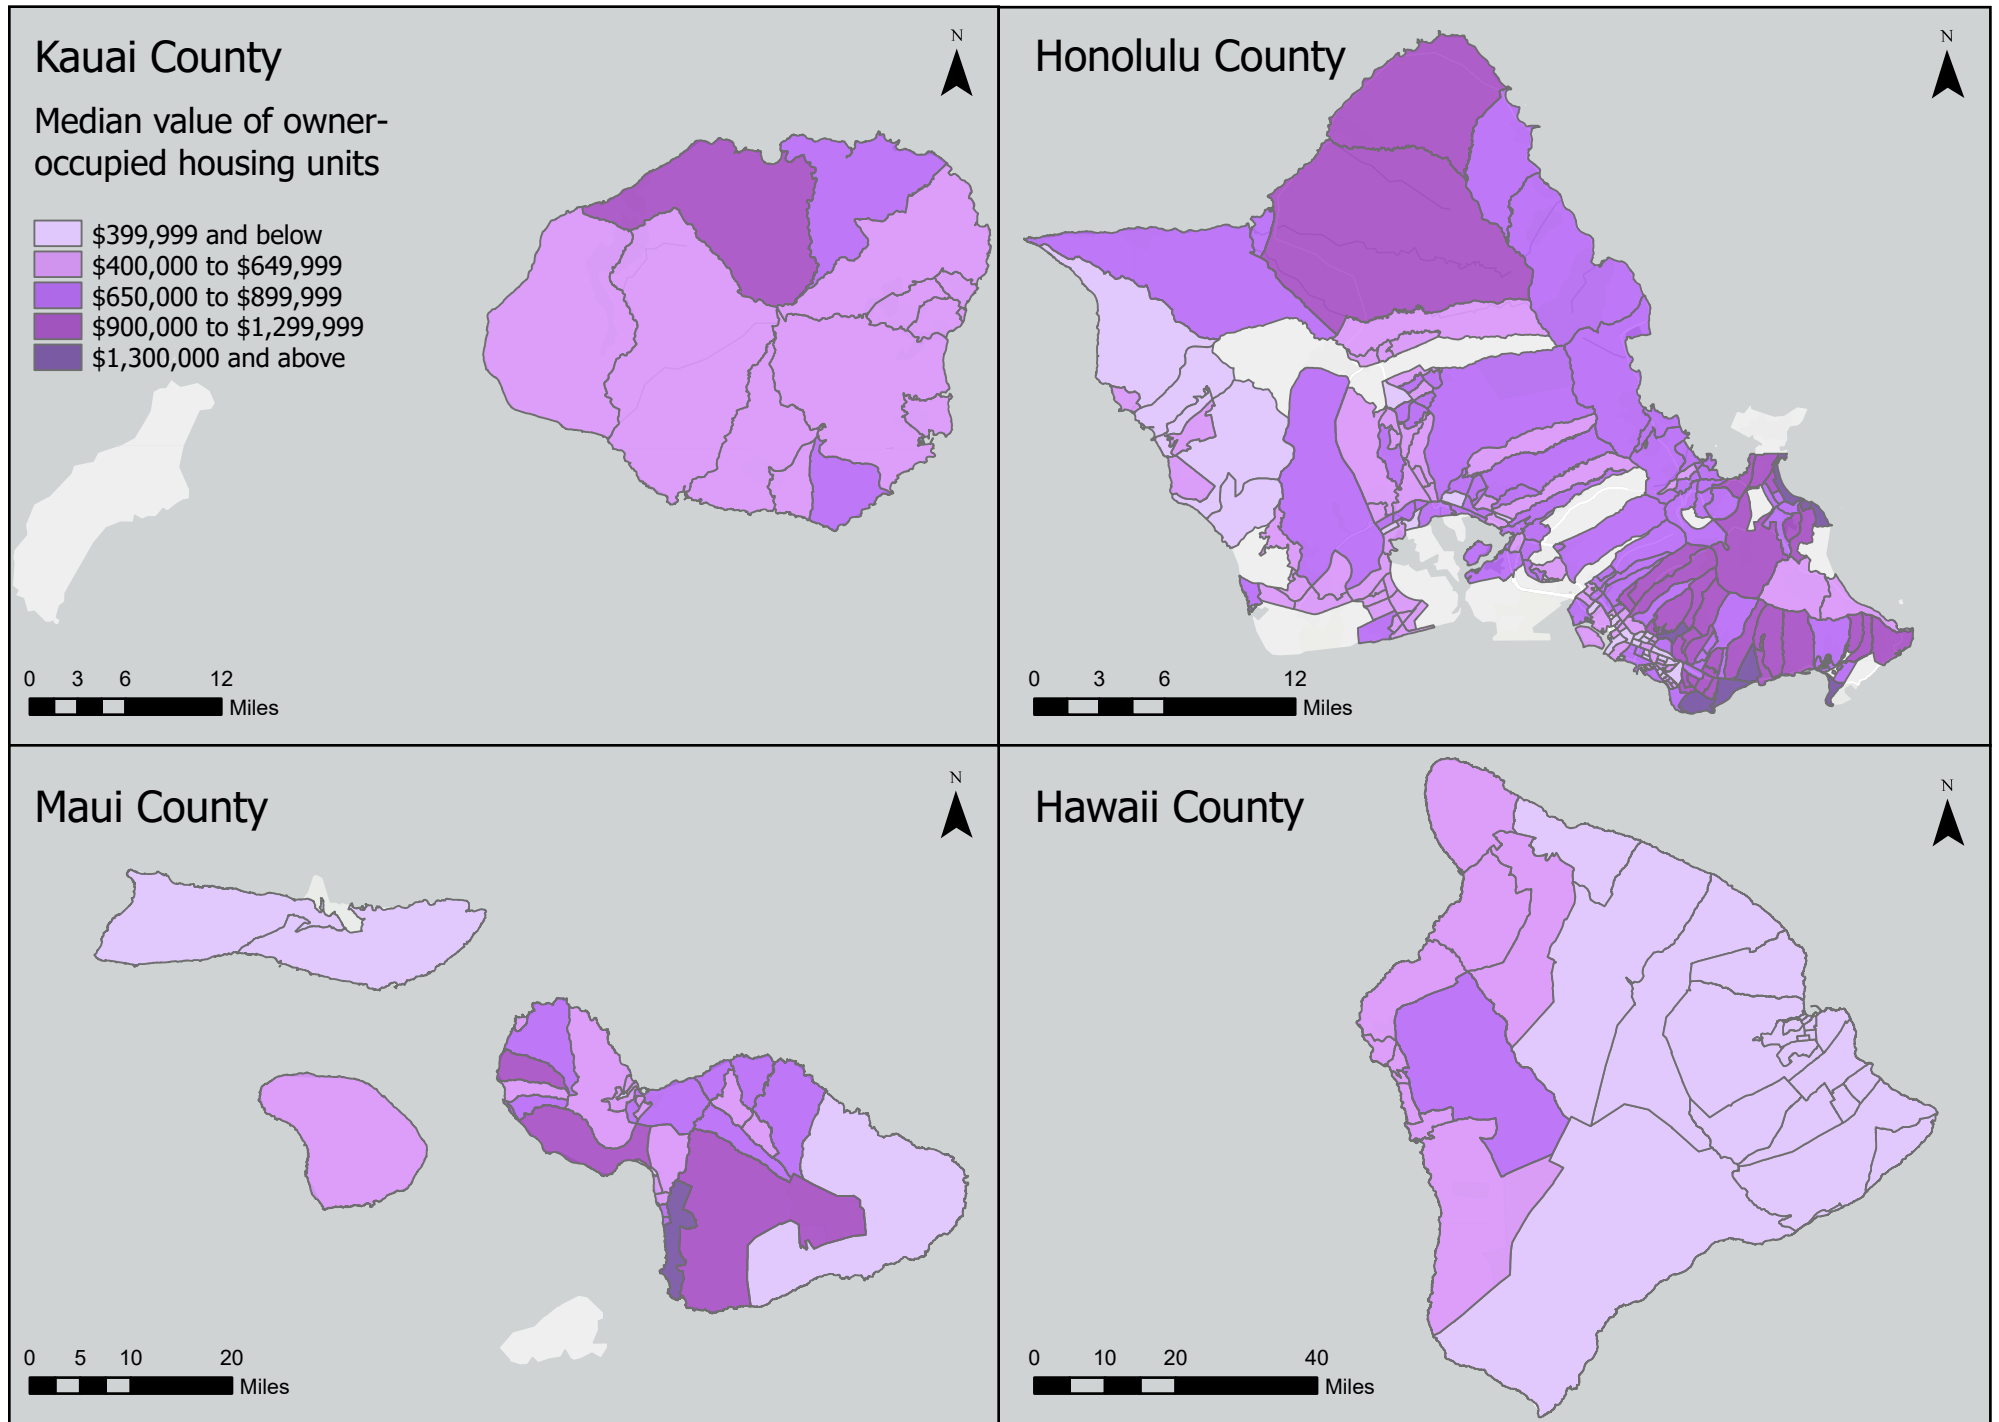 Kauai County
N
Median value of owner-
occupied housing units
$399,999 and below
$400,000 to $649,999
$650,000 to $899,999
$900,000 to $1,299,999
$1,300,000 and above
0 3 6 12
Miles
Honolulu County
N
0 3 6 12
Miles
Maui County
N
0 5 10 20
Miles
Hawaii County
N
0 10 20 40
Miles